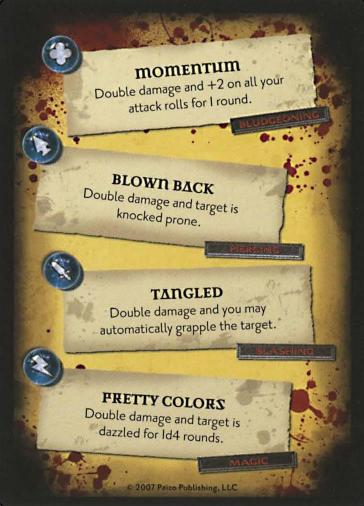 MOMENTUM
Double damage and +2 on all your
attack rolls for 1 round.
BLUDGEONING
BLOWN BACK
Double damage and target is
knocked prone.
PIERCING
TANGLED
Double damage and you may
automatically grapple the target.
SLASHING
PRETTY COLORS
Double damage and target is
dazzled for 1d4 rounds.
MAGIC
© 2007 Paizo Publishing, LLC